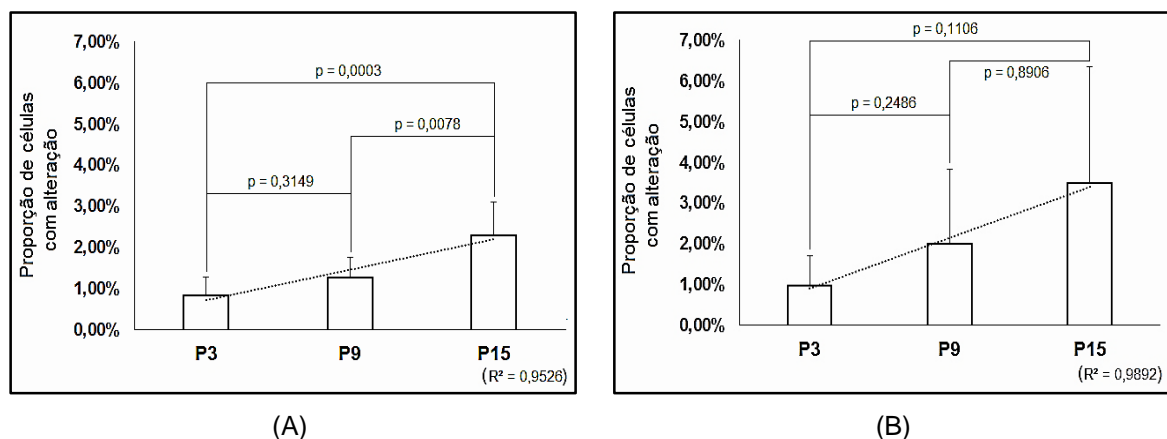 Proporção de células
com alteração
7,00%
6,00%
5,00%
4,00%
3,00%
2,00%
1,00%
0,00%
p = 0,0003
p = 0,0078
p = 0,3149
P3 P9 P15
(R² = 0,9526)
(A)
Proporção de células
com alteração
7,00%
6,00%
5,00%
4,00%
3,00%
2,00%
1,00%
0,00%
p = 0,1106
p = 0,8906
p = 0,2486
P3 P9 P15
(R² = 0,9892)
(B)